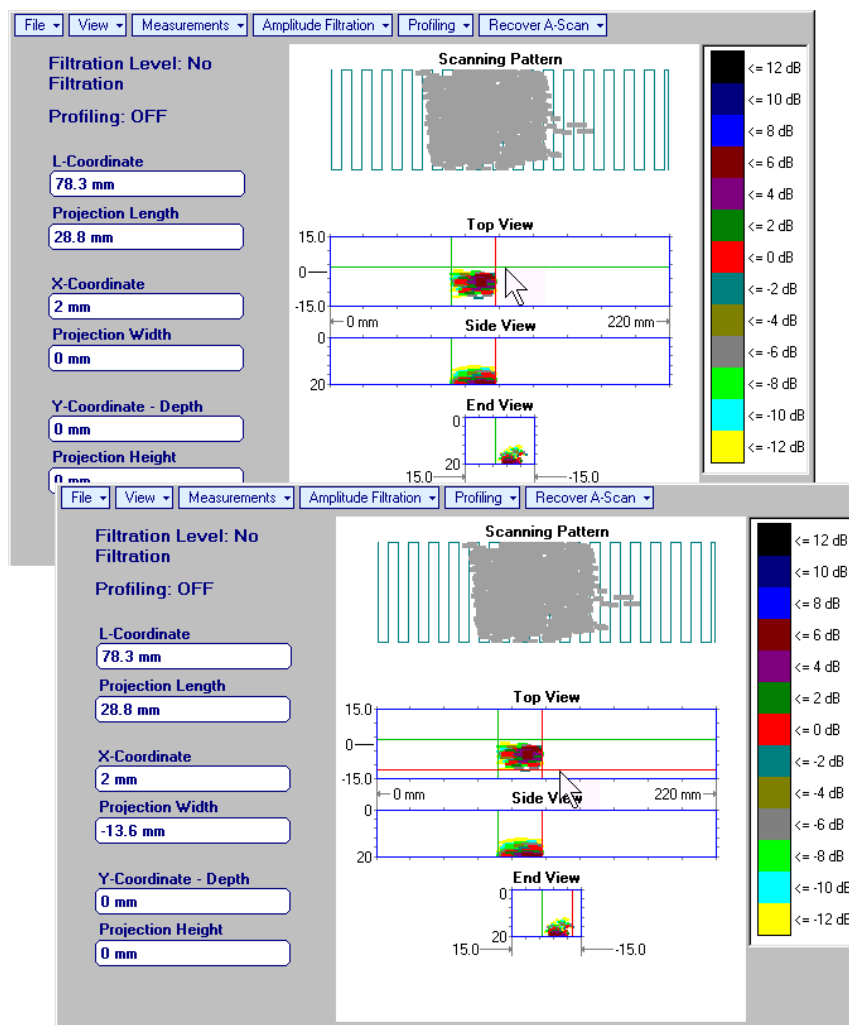 File View Measurements Amplitude Filtration Profiling Recover A-Scan
Filtration Level: No
Filtration
Profiling: OFF
L-Coordinate
78.3 mm
Projection Length
28.8 mm
X-Coordinate
2 mm
Projection Width
0 mm
Y-Coordinate - Depth
0 mm
Projection Height
0 mm
Scanning Pattern
Top View
15.0
0
-15.0
0 mm
220 mm
Side View
0
20
End View
0
20
15.0
-15.0
<= 12 dB
<= 10 dB
<= 8 dB
<= 6 dB
<= 4 dB
<= 2 dB
<= 0 dB
<= -2 dB
<= -4 dB
<= -6 dB
<= -8 dB
<= -10 dB
<= -12 dB
File View Measurements Amplitude Filtration Profiling Recover A-Scan
Filtration Level: No
Filtration
Profiling: OFF
L-Coordinate
78.3 mm
Projection Length
28.8 mm
X-Coordinate
2 mm
Projection Width
-13.6 mm
Y-Coordinate - Depth
0 mm
Projection Height
0 mm
Scanning Pattern
Top View
15.0
0
-15.0
0 mm
220 mm
Side View
0
20
End View
0
20
15.0
-15.0
<= 12 dB
<= 10 dB
<= 8 dB
<= 6 dB
<= 4 dB
<= 2 dB
<= 0 dB
<= -2 dB
<= -4 dB
<= -6 dB
<= -8 dB
<= -10 dB
<= -12 dB